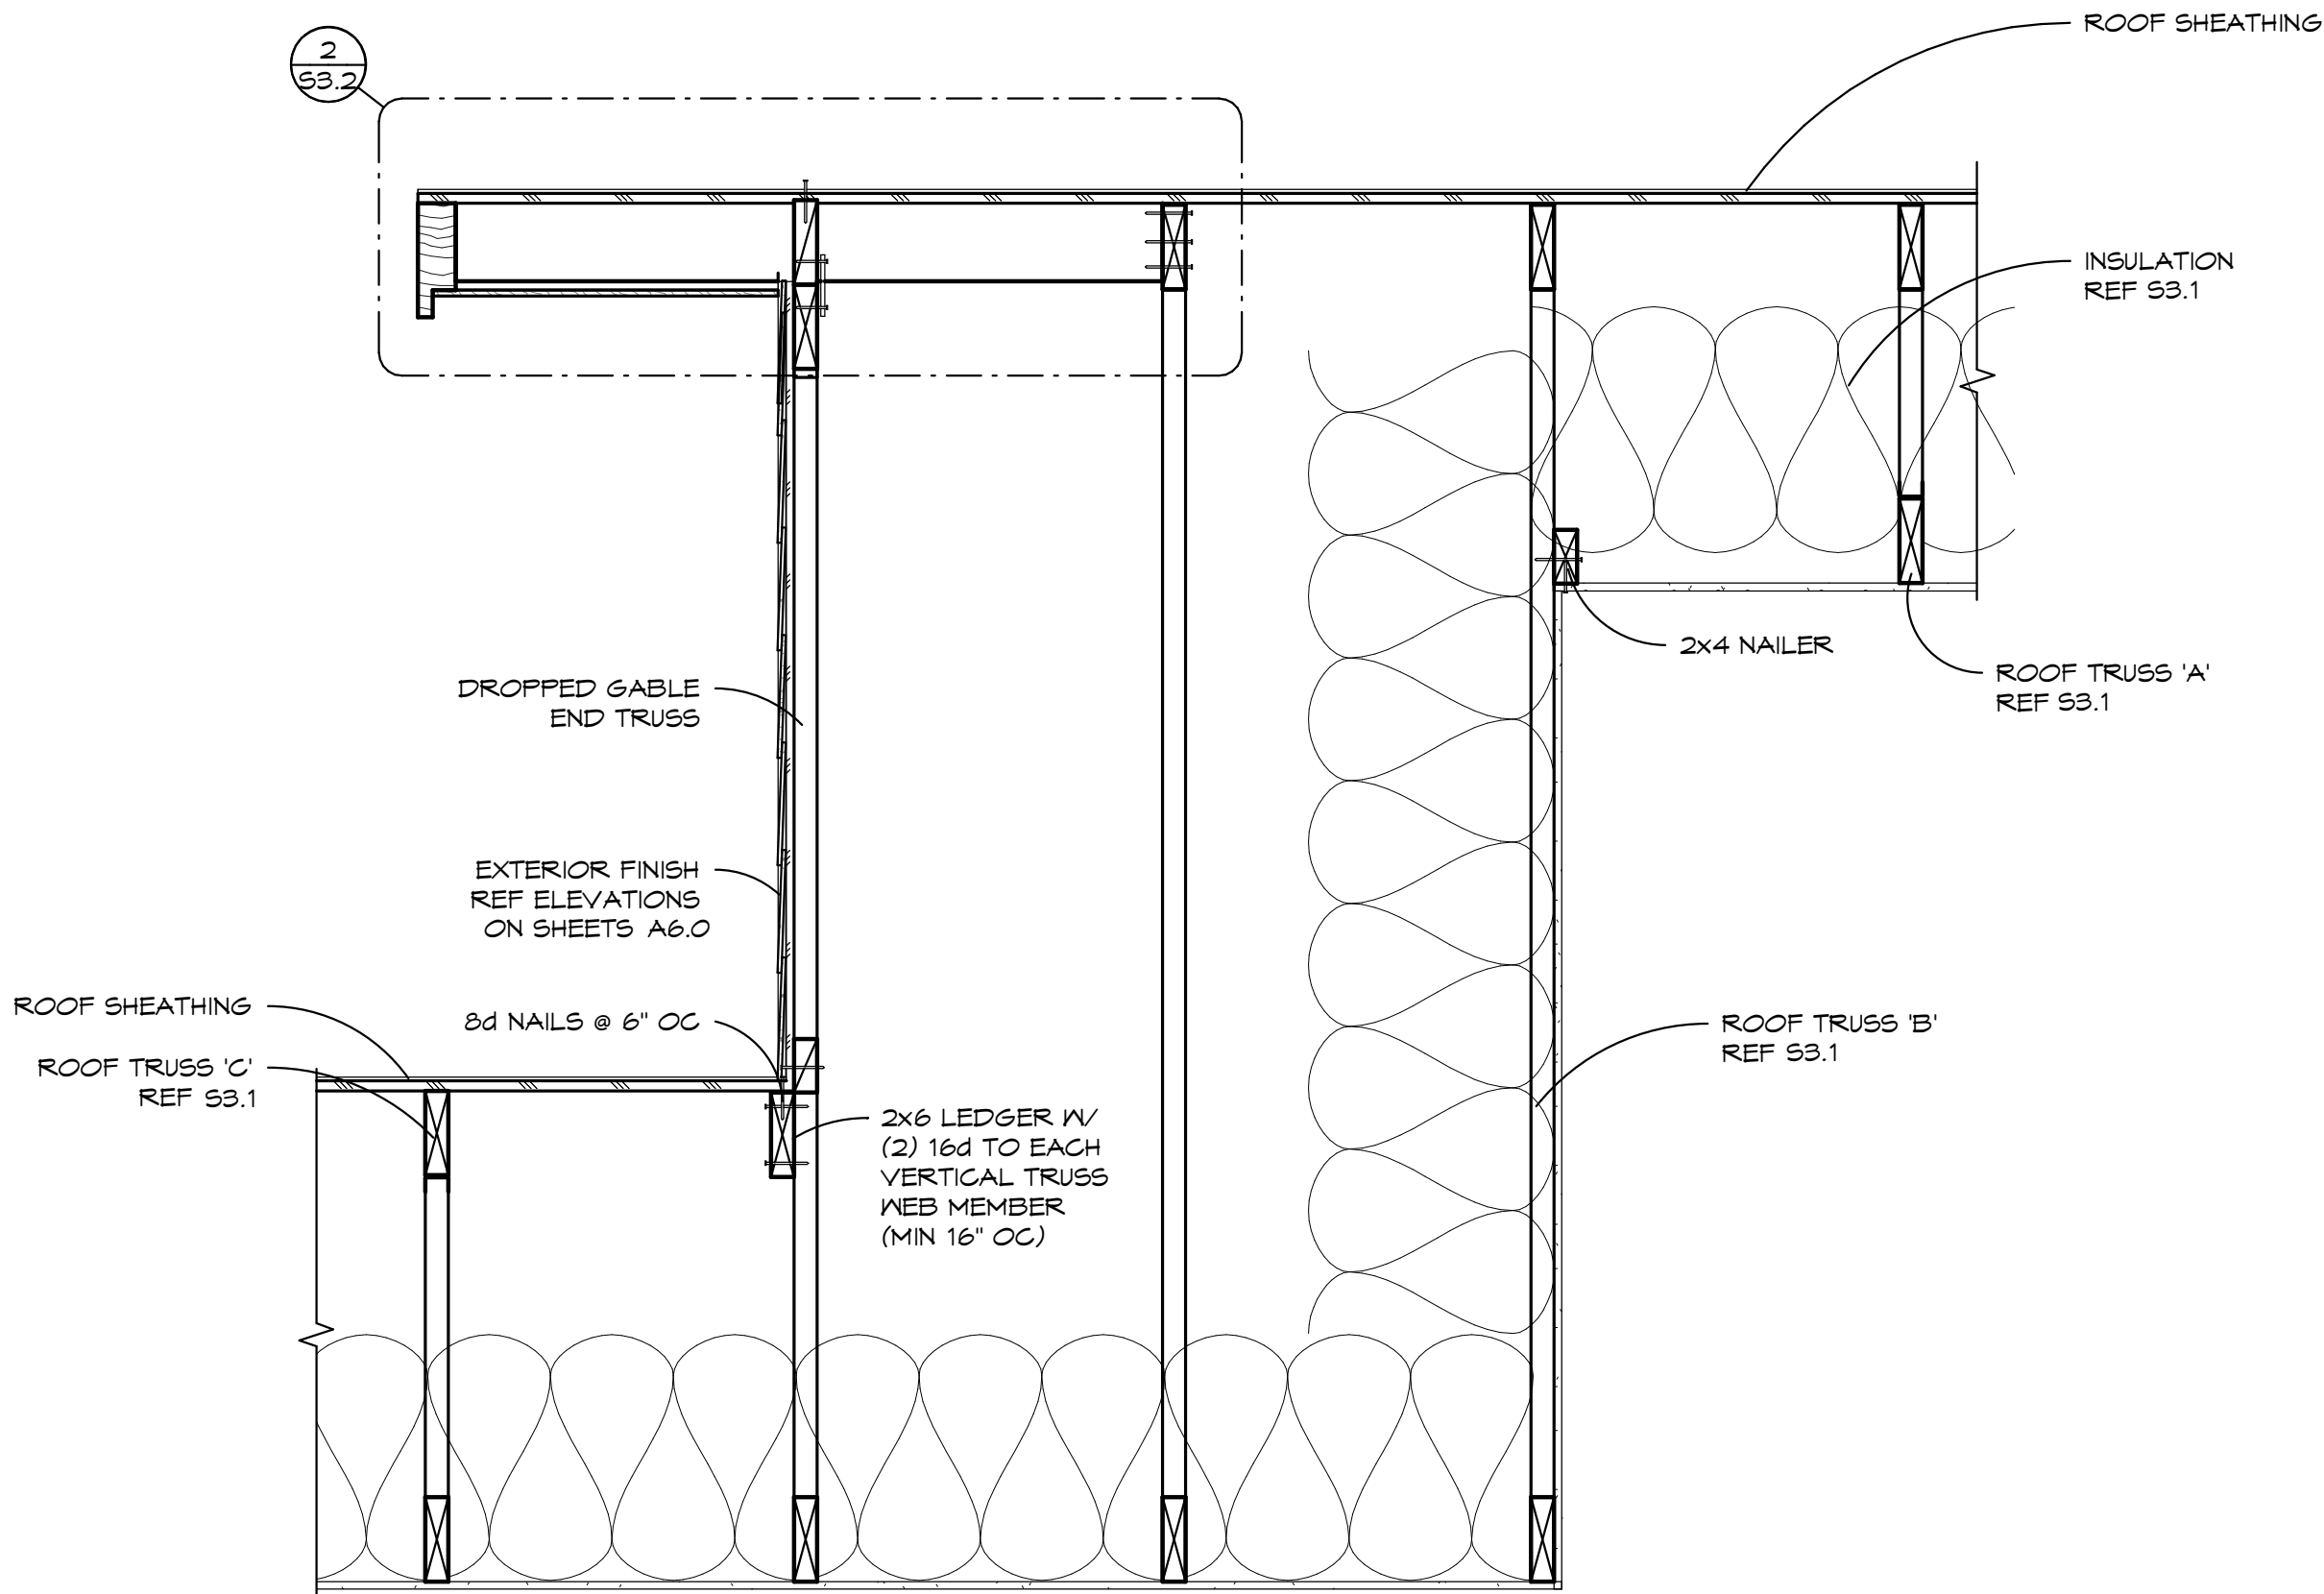 2
S3.2
ROOF SHEATHING
INSULATION
REF S3.1
2x4 NAILER
ROOF TRUSS 'A'
REF S3.1
DROPPED GABLE
END TRUSS
EXTERIOR FINISH
REF ELEVATIONS
ON SHEETS A6.0
ROOF SHEATHING
8d NAILS @ 6" OC
ROOF TRUSS 'C'
REF S3.1
ROOF TRUSS 'B'
REF S3.1
2x6 LEDGER W/
(2) 16d TO EACH
VERTICAL TRUSS
WEB MEMBER
(MIN 16" OC)